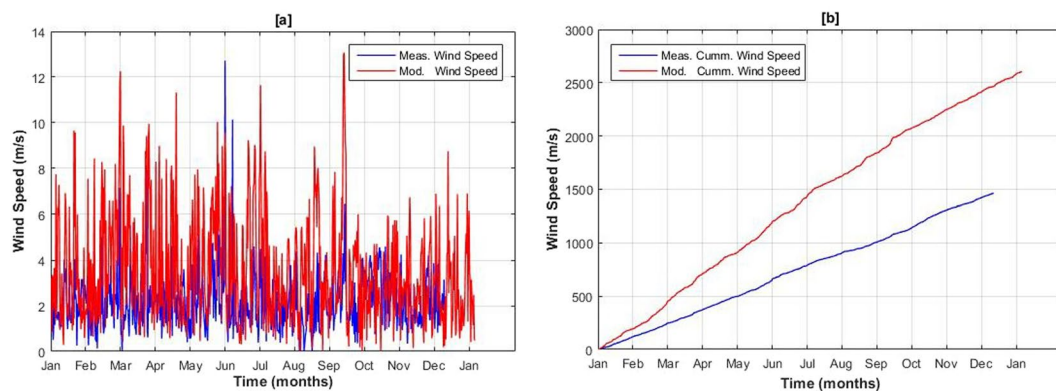 [a]
14
12
10
8
6
4
2
0
Wind Speed (m/s)
Meas. Wind Speed
Mod. Wind Speed
Jan Feb Mar Apr May Jun Jul Aug Sep Oct Nov Dec Jan
Time (months)
[b]
3000
2500
2000
1500
1000
500
0
Wind Speed (m/s)
Meas. Cumm. Wind Speed
Mod. Cumm. Wind Speed
Jan Feb Mar Apr May Jun Jul Aug Sep Oct Nov Dec Jan
Time (months)